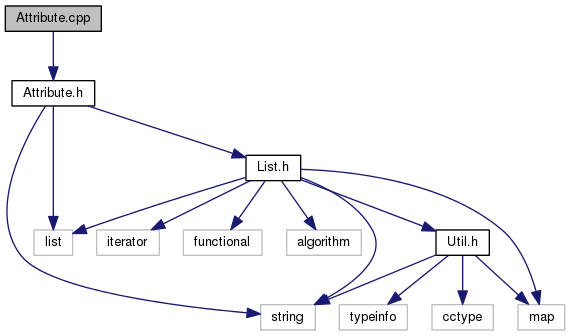 Attribute.cpp
Attribute.h
List.h
list
iterator
functional
algorithm
Util.h
string
typeinfo
cctype
map